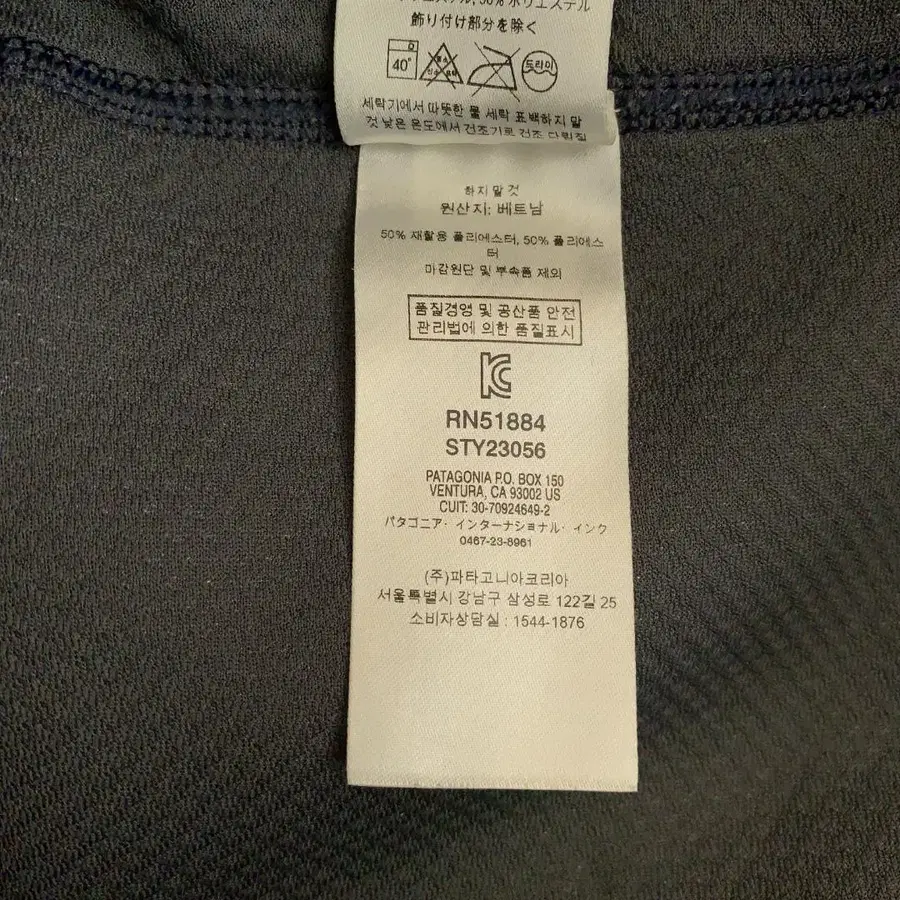 50% ポリエステル
飾り付け部分を除く
40°
드라이
세탁기에서 따뜻한 물 세탁 표백하지 말
것 낮은 온도에서 건조기로 건조 다림질
하지 말 것
원산지: 베트남
50% 재활용 폴리에스터, 50% 폴리에스
터
마감원단 및 부속품 제외
품질경영 및 공산품 안전
관리법에 의한 품질표시
RN51884
STY23056
PATAGONIA P.O. BOX 150
VENTURA, CA 93002 US
CUIT: 30-70924649-2
パタゴニア・インターナショナル・インク
0467-23-8961
(주)파타고니아코리아
서울특별시 강남구 삼성로 122길 25
소비자상담실 : 1544-1876